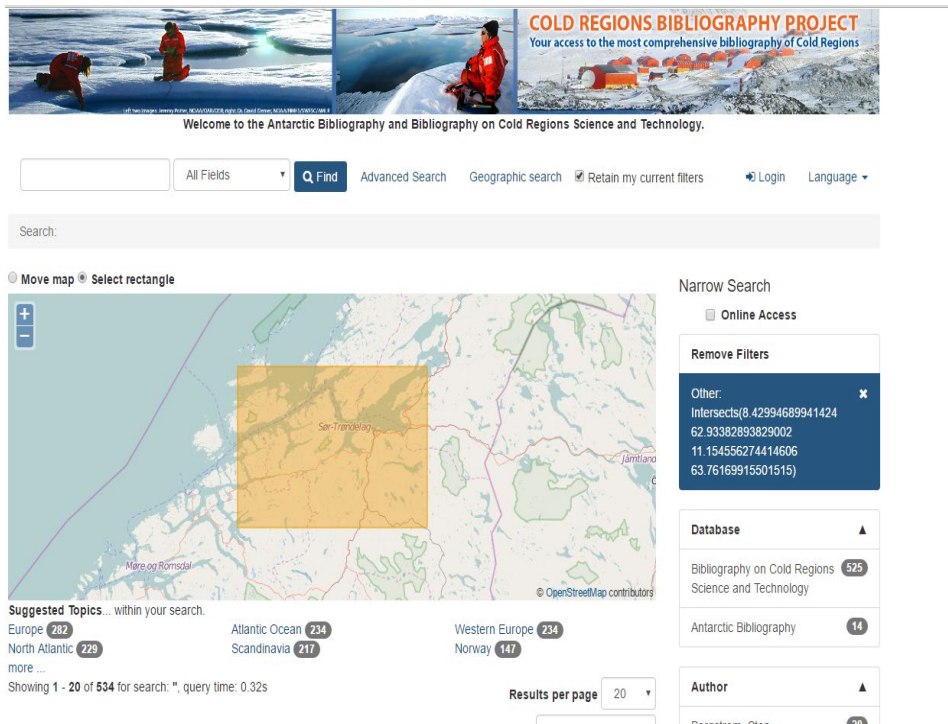 COLD REGIONS BIBLIOGRAPHY PROJECT
Your access to the most comprehensive bibliography of Cold Regions
Welcome to the Antarctic Bibliography and Bibliography on Cold Regions Science and Technology.
All Fields
Find
Advanced Search
Geographic search
Retain my current filters
Login
Language
Search:
Move map
Select rectangle
+
−
Sør-Trøndelag
Jämtland
Møre og Romsdal
© OpenStreetMap contributors
Suggested Topics... within your search.
Europe 282
Atlantic Ocean 234
Western Europe 234
North Atlantic 229
Scandinavia 217
Norway 147
more ...
Showing 1 - 20 of 534 for search: '', query time: 0.32s
Results per page 20
Narrow Search
Online Access
Remove Filters
Other:
Intersects(8.42994689941424
62.93382893829002
11.154556274414606
63.76169915501515)
Database
Bibliography on Cold Regions 525
Science and Technology
Antarctic Bibliography 14
Author